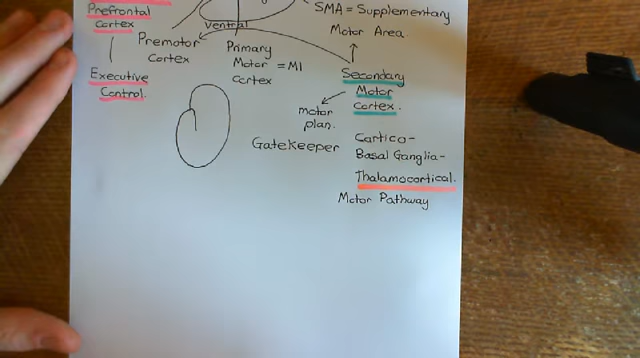 Prefrontal
Cortex
Executive
Control.
ventral
Premotor
Cortex
Primary
Motor = M1
Cortex
SMA = Supplementary
Motor Area.
Secondary
Motor
Cortex.
motor
plan.
Gatekeeper
Cortico-
Basal Ganglia-
Thalamocortical.
Motor Pathway